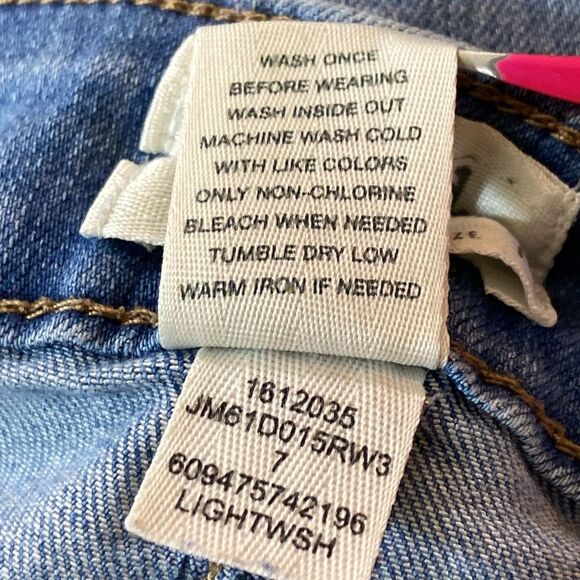 WASH ONCE
BEFORE WEARING
WASH INSIDE OUT
MACHINE WASH COLD
WITH LIKE COLORS
ONLY NON-CHLORINE
BLEACH WHEN NEEDED
TUMBLE DRY LOW
WARM IRON IF NEEDED
1612035
JM61D015RW3
7
609475742196
LIGHTWSH